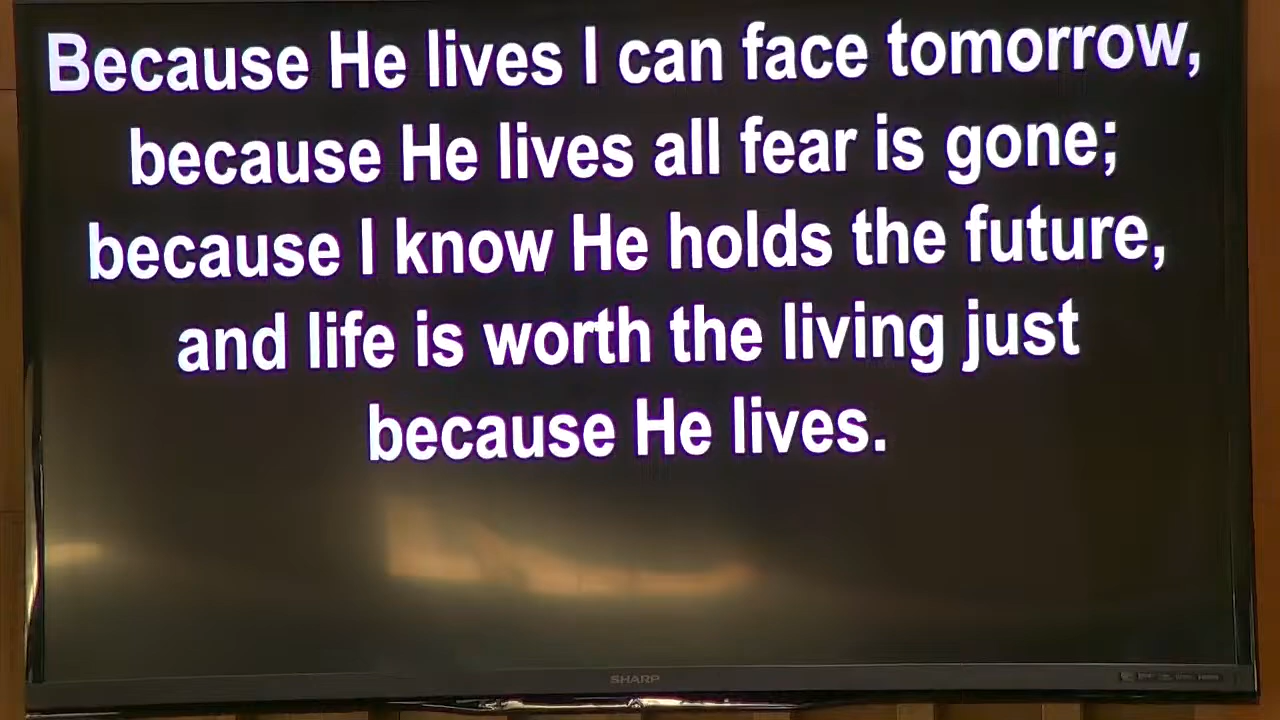 Because He lives I can face tomorrow,
because He lives all fear is gone;
because I know He holds the future,
and life is worth the living just
because He lives.
SHARP